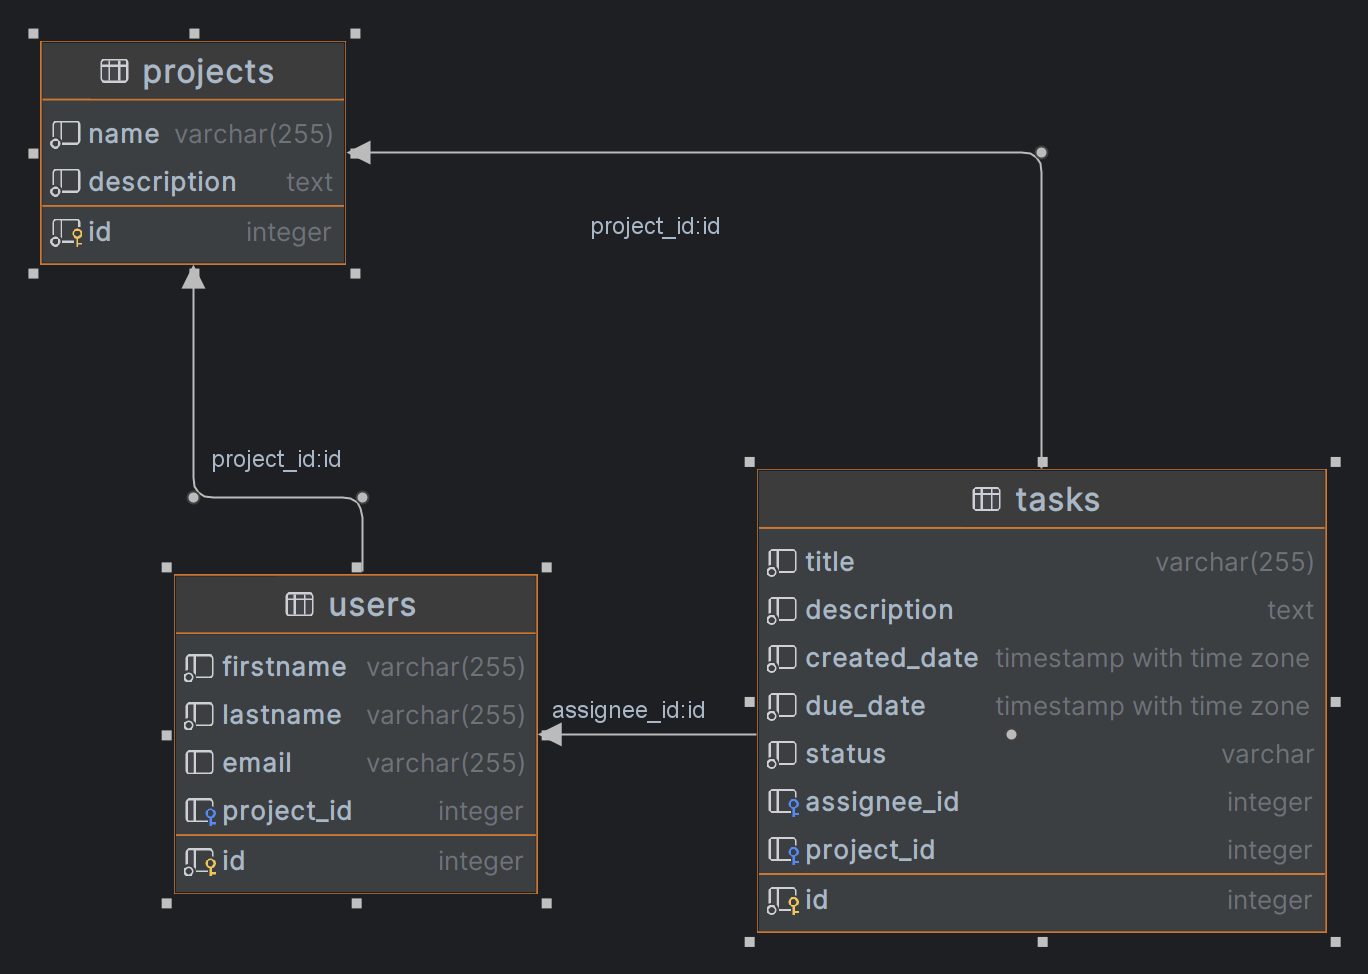 projects
name varchar(255)
description text
id integer
project_id:id
project_id:id
users
firstname varchar(255)
lastname varchar(255)
email varchar(255)
project_id integer
id integer
assignee_id:id
tasks
title varchar(255)
description text
created_date timestamp with time zone
due_date timestamp with time zone
status varchar
assignee_id integer
project_id integer
id integer